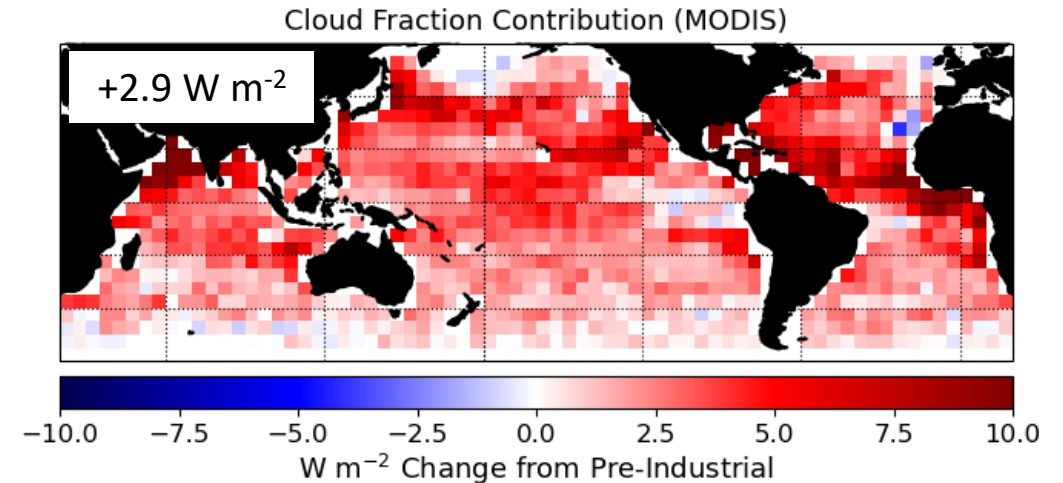 Cloud Fraction Contribution (MODIS)
+2.9 W m⁻²
−10.0 −7.5 −5.0 −2.5 0.0 2.5 5.0 7.5 10.0
W m⁻² Change from Pre-Industrial